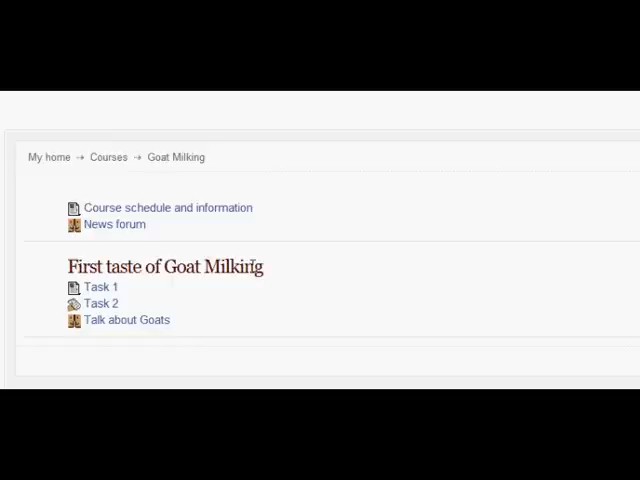 My home → Courses → Goat Milking
Course schedule and information
News forum
First taste of Goat Milking
Task 1
Task 2
Talk about Goats